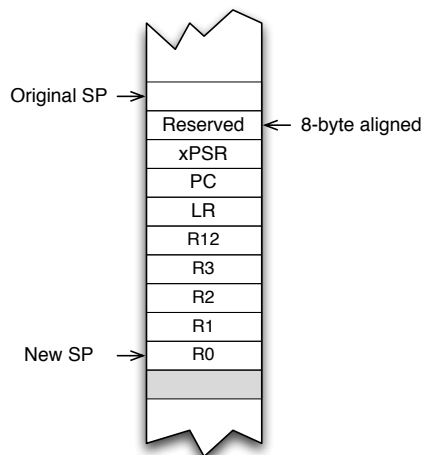 Original SP
Reserved
8-byte aligned
xPSR
PC
LR
R12
R3
R2
R1
New SP
R0